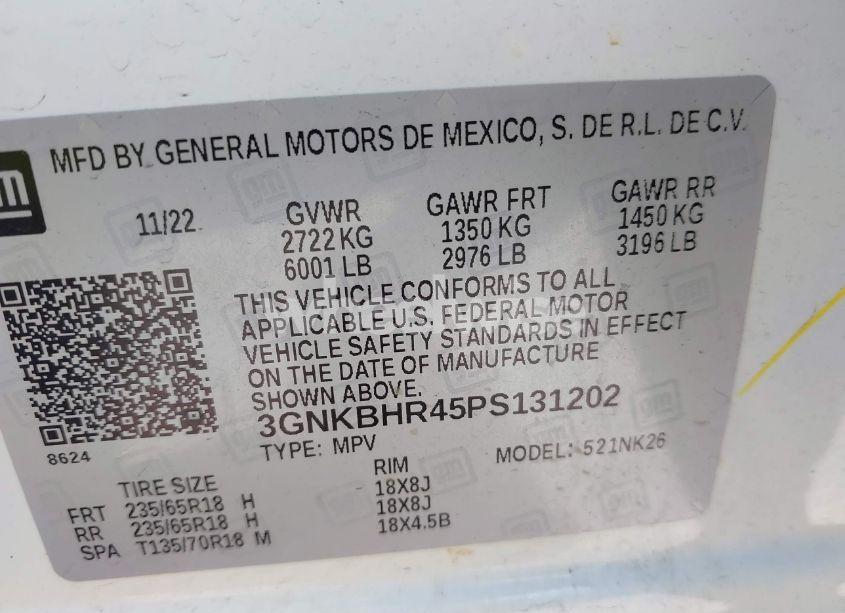 MFD BY GENERAL MOTORS DE MEXICO, S. DE R.L. DE C.V.
gm
11/22 GVWR GAWR FRT GAWR RR
2722 KG 1350 KG 1450 KG
6001 LB 2976 LB 3196 LB
THIS VEHICLE CONFORMS TO ALL
APPLICABLE U.S. FEDERAL MOTOR
VEHICLE SAFETY STANDARDS IN EFFECT
ON THE DATE OF MANUFACTURE
SHOWN ABOVE.
3GNKBHR45PS131202
8624
TYPE: MPV MODEL: 521NK26
TIRE SIZE RIM
FRT 235/65R18 H 18X8J
RR 235/65R18 H 18X8J
SPA T135/70R18 M 18X4.5B